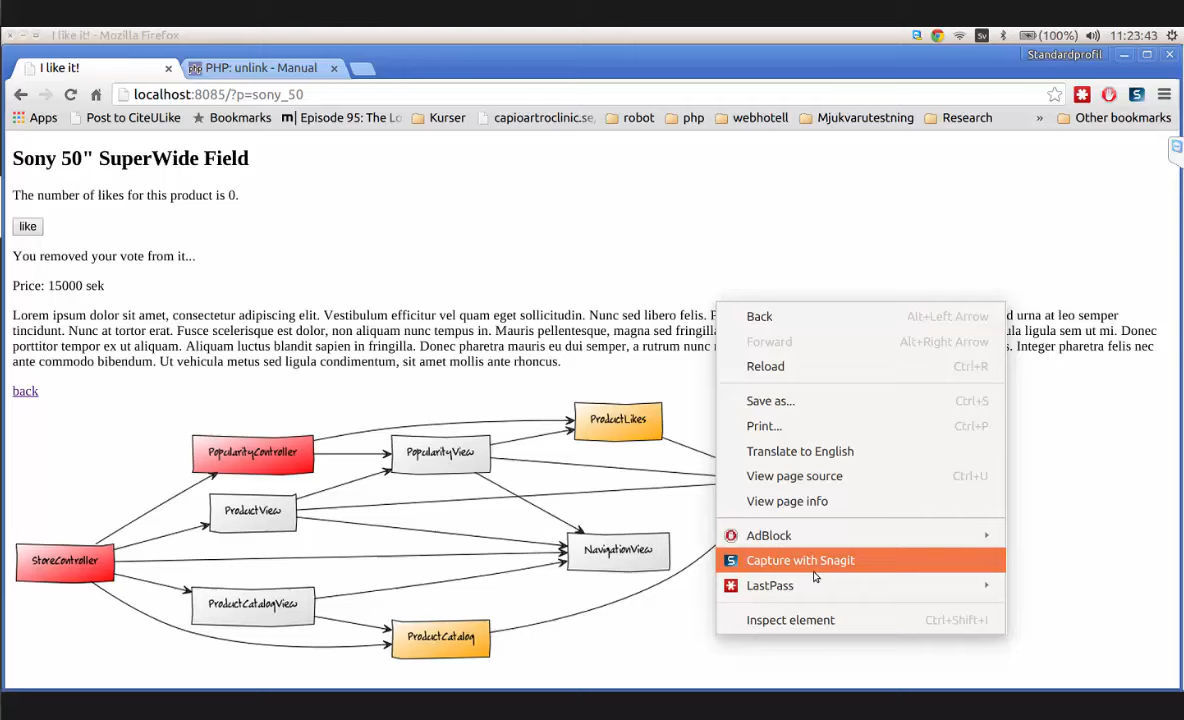 I like it! - Mozilla Firefox
Sv
(100%)
11:23:43
Standardprofil
I like it!
php PHP: unlink - Manual
localhost:8085/?p=sony_50
Apps
Post to CiteULike
Bookmarks
m Episode 95: The Lo
Kurser
capioartroclinic.se,
robot
php
webhotell
Mjukvarutestning
Research
»
Other bookmarks
Sony 50" SuperWide Field
The number of likes for this product is 0.
like
You removed your vote from it...
Price: 15000 sek
Lorem ipsum dolor sit amet, consectetur adipiscing elit. Vestibulum efficitur vel quam eget sollicitudin. Nunc sed libero felis. d urna at leo semper
tincidunt. Nunc at tortor erat. Fusce scelerisque est dolor, non aliquam nunc tempus in. Mauris pellentesque, magna sed fringilla ula ligula sem ut mi. Donec
porttitor tempor ex ut aliquam. Aliquam luctus blandit sapien in fringilla. Donec pharetra mauris eu dui semper, a rutrum nunc s. Integer pharetra felis nec
ante commodo bibendum. Ut vehicula metus sed ligula condimentum, sit amet mollis ante rhoncus.
back
Back Alt+Left Arrow
Forward Alt+Right Arrow
Reload Ctrl+R
Save as... Ctrl+S
Print... Ctrl+P
Translate to English
View page source Ctrl+U
View page info
AdBlock
Capture with Snagit
LastPass
Inspect element Ctrl+Shift+I
ProductLikes
PopularityController
PopularityView
ProductView
NavigationView
StoreController
ProductCatalogView
ProductCatalog